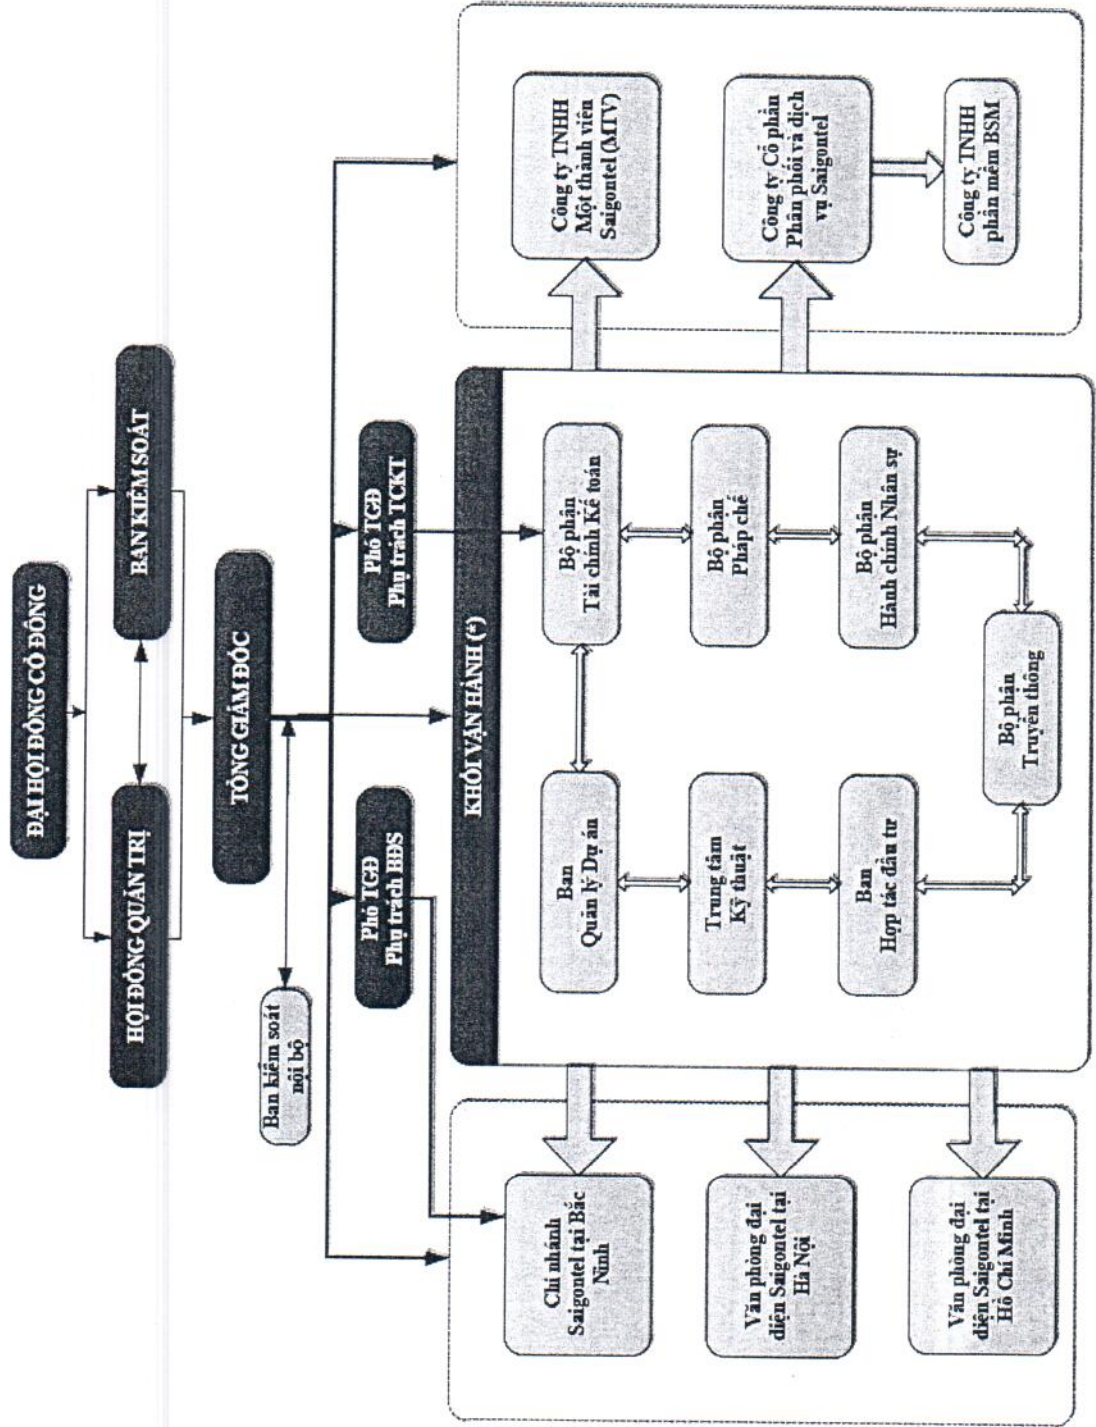 ĐẠI HỘI ĐỒNG CỔ ĐÔNG
HỘI ĐỒNG QUẢN TRỊ
BAN KIỂM SOÁT
TỔNG GIÁM ĐỐC
Ban kiểm soát
nội bộ
Phó TGĐ
Phụ trách BĐS
Phó TGĐ
Phụ trách TCKT
KHỐI VẬN HÀNH (*)
Chi nhánh
Saigontel tại Bắc
Ninh
Văn phòng đại
diện Saigontel tại
Hà Nội
Văn phòng đại
diện Saigontel tại
Hồ Chí Minh
Ban
Quản lý Dự án
Bộ phận
Tài chính Kế toán
Trung tâm
Kỹ thuật
Bộ phận
Pháp chế
Ban
Hợp tác đầu tư
Bộ phận
Hành chính Nhân sự
Bộ phận
Truyền thông
Công ty TNHH
Một thành viên
Saigontel (MTV)
Công ty Cổ phần
Phân phối và dịch
vụ Saigontel
Công ty TNHH
phần mềm BSM